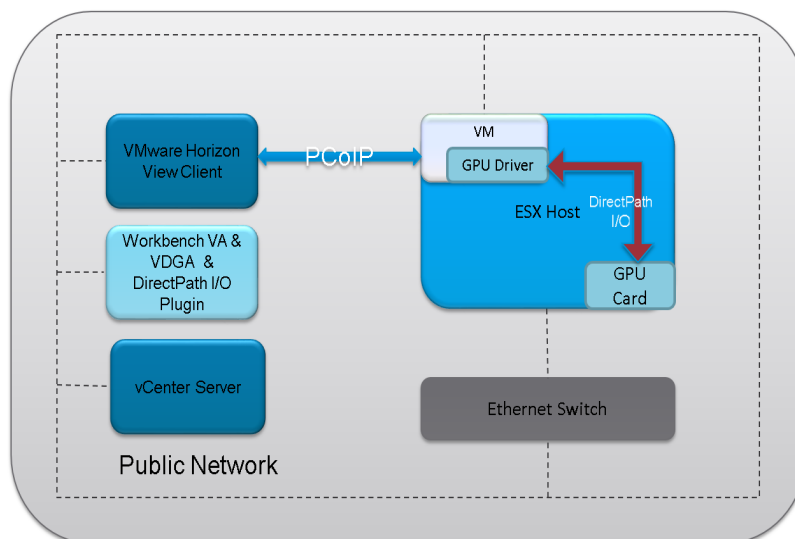 VMware Horizon
View Client
PCoIP
VM
GPU Driver
ESX Host
DirectPath
I/O
GPU
Card
Workbench VA &
VDGA &
DirectPath I/O
Plugin
vCenter Server
Ethernet Switch
Public Network